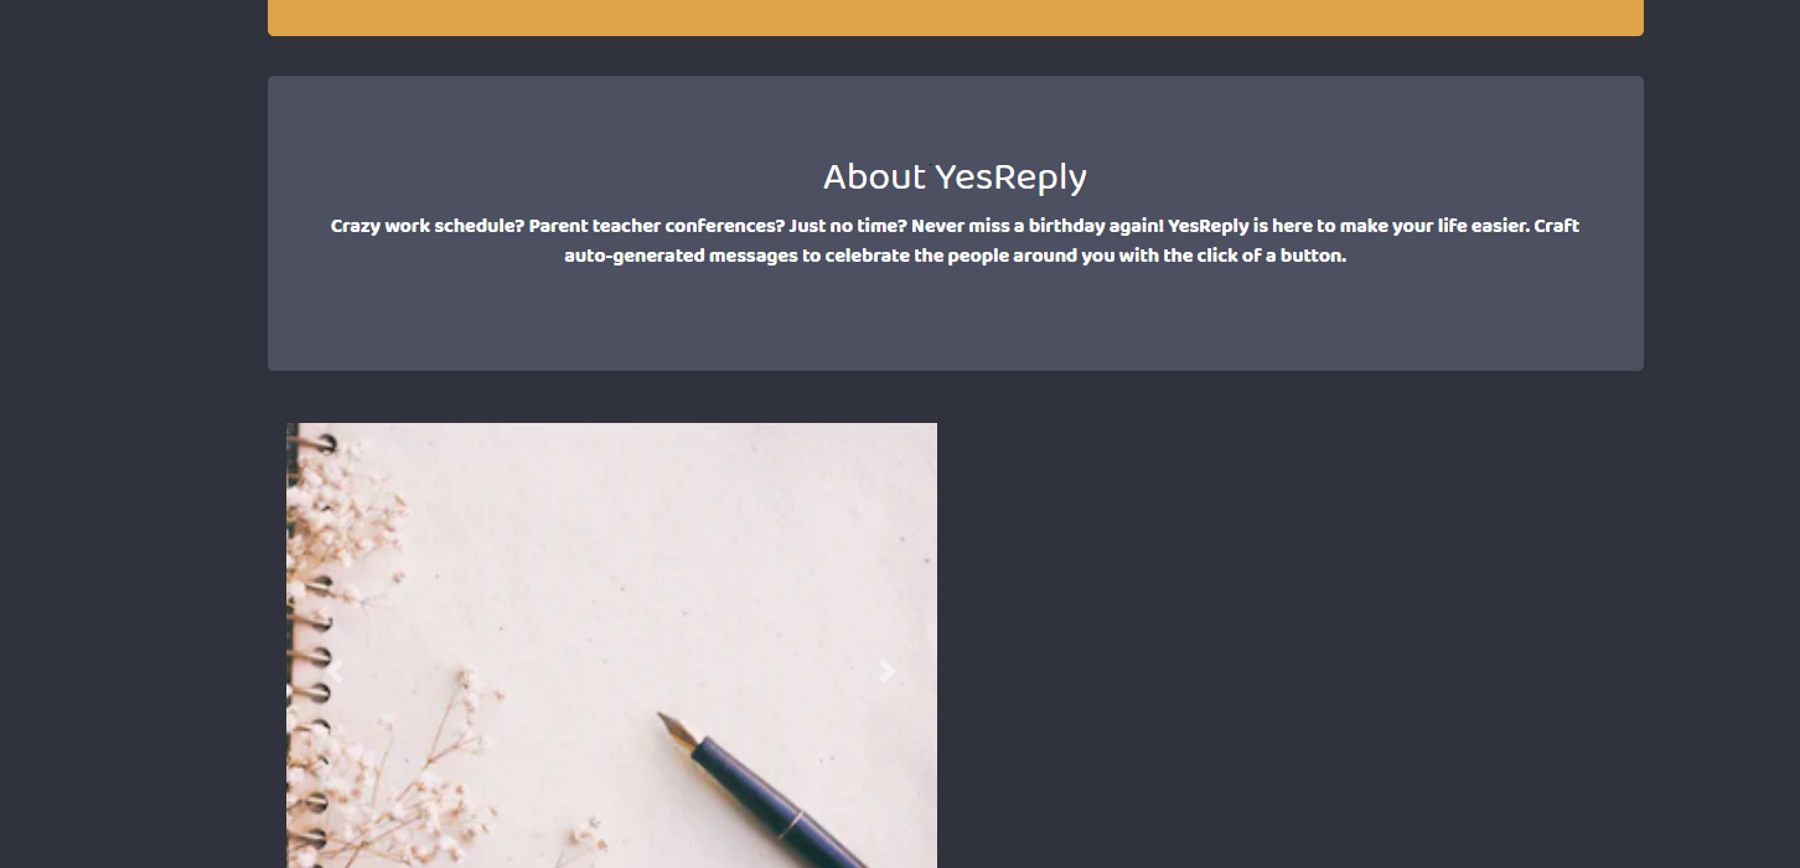 About YesReply
Crazy work schedule? Parent teacher conferences? Just no time? Never miss a birthday again! YesReply is here to make your life easier. Craft
auto-generated messages to celebrate the people around you with the click of a button.